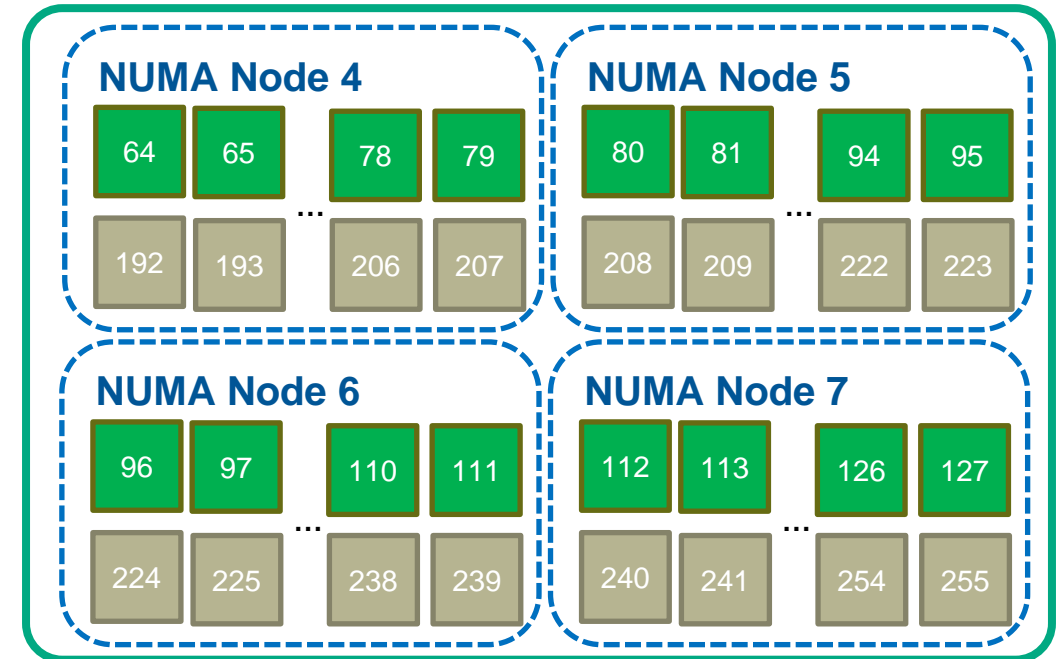 NUMA Node 4
64 65 78 79
...
192 193 206 207
NUMA Node 5
80 81 94 95
...
208 209 222 223
NUMA Node 6
96 97 110 111
...
224 225 238 239
NUMA Node 7
112 113 126 127
...
240 241 254 255